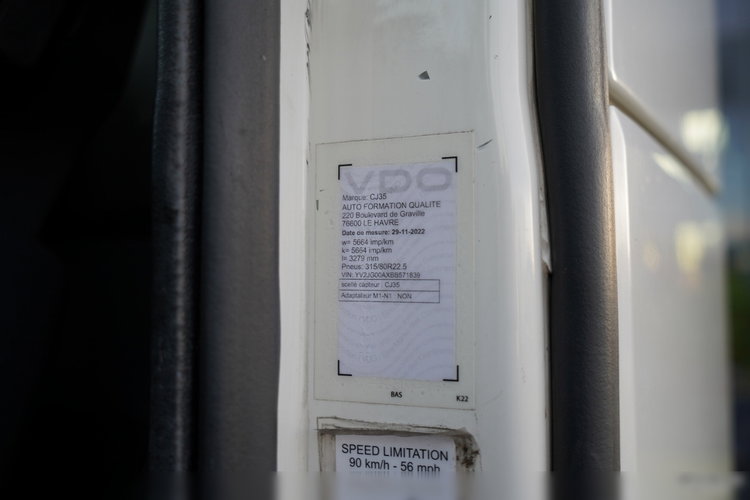 VDO
Marque: CJ35
AUTO FORMATION QUALITE
220 Boulevard de Graville
76600 LE HAVRE
Date de mesure: 29-11-2022
w= 5664 imp/km
k= 5664 imp/km
l= 3279 mm
Pneus: 315/80R22.5
VIN: YV2JG00AXBB571839
scellé capteur : CJ35
Adaptateur M1-N1 : NON
BAS
K22
SPEED LIMITATION
90 km/h - 56 mph